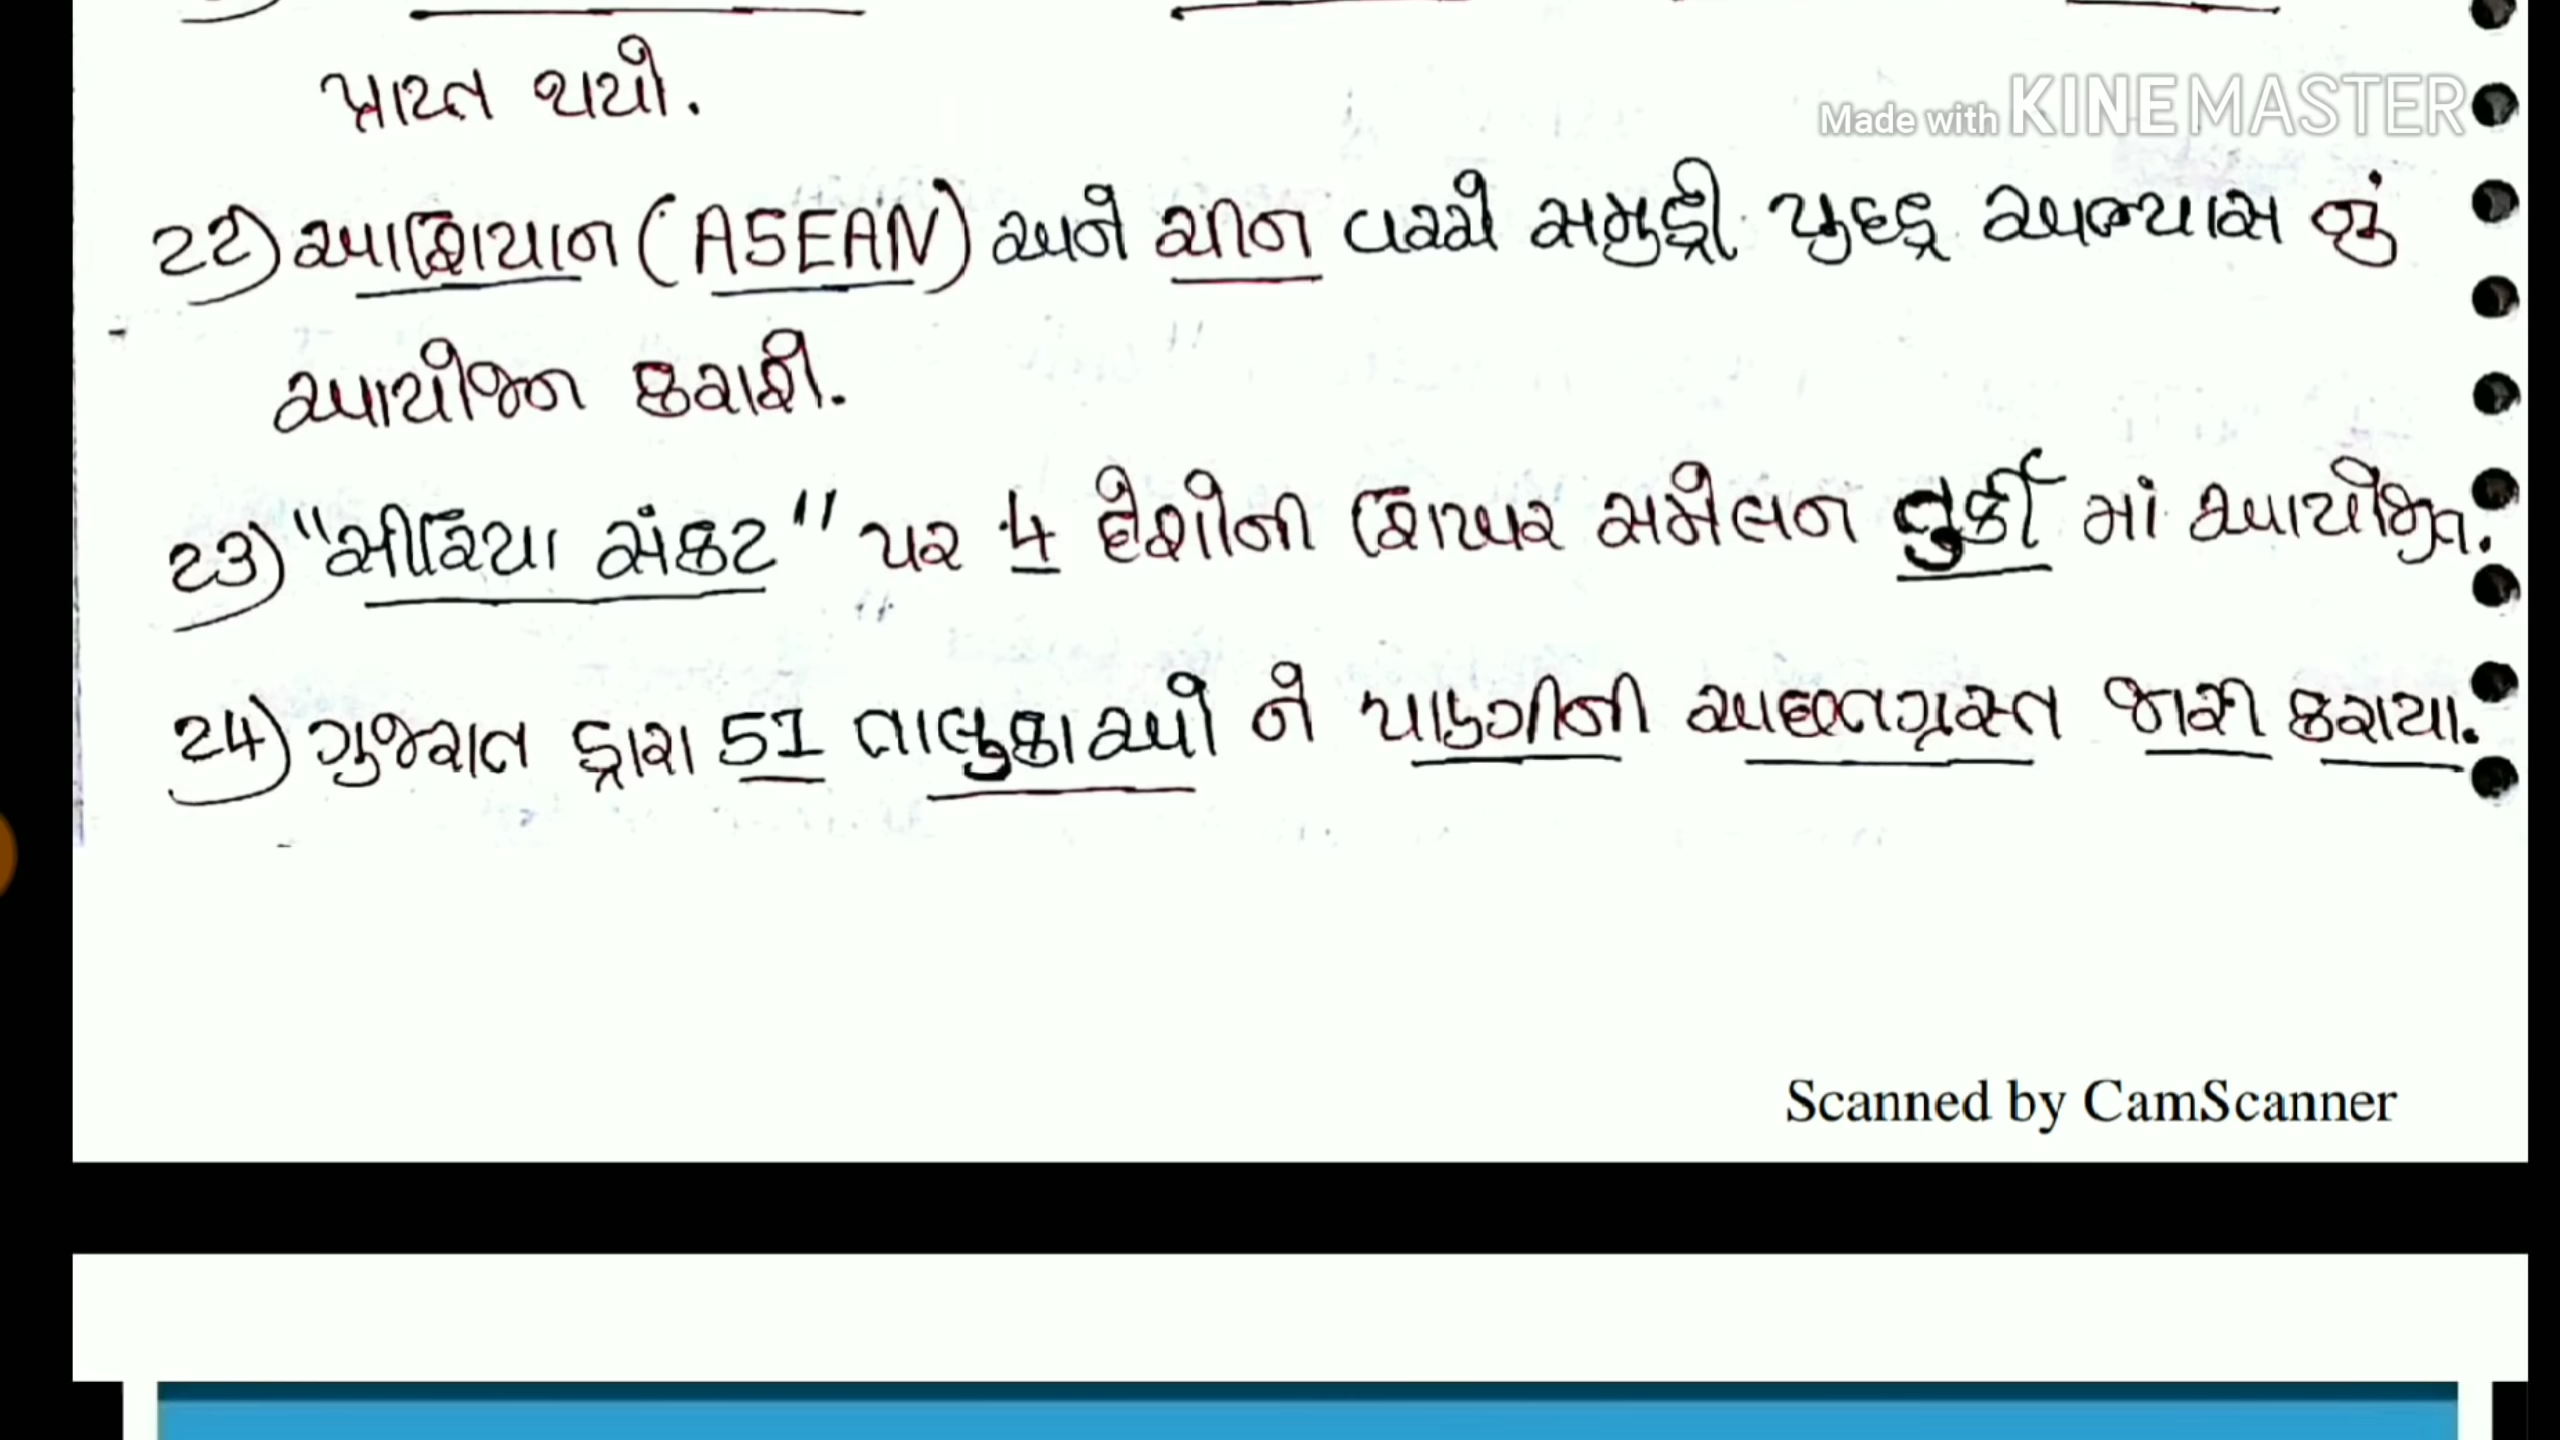 પ્રાપ્ત થયો.
Made with KINEMASTER
22) આશિયાન (ASEAN) અને ચીન વચ્ચે સમુદ્રી યુદ્ધ અભ્યાસ નું
આયોજન કરાશે.
23) "સીરિયા સંકટ" પર 4 દેશોની શિખર સમેલન તુર્કી માં આયોજીત.
24) ગુજરાત દ્વારા 51 તાલુકાઓ ને અછતગ્રસ્ત જારી કરાયા.
Scanned by CamScanner